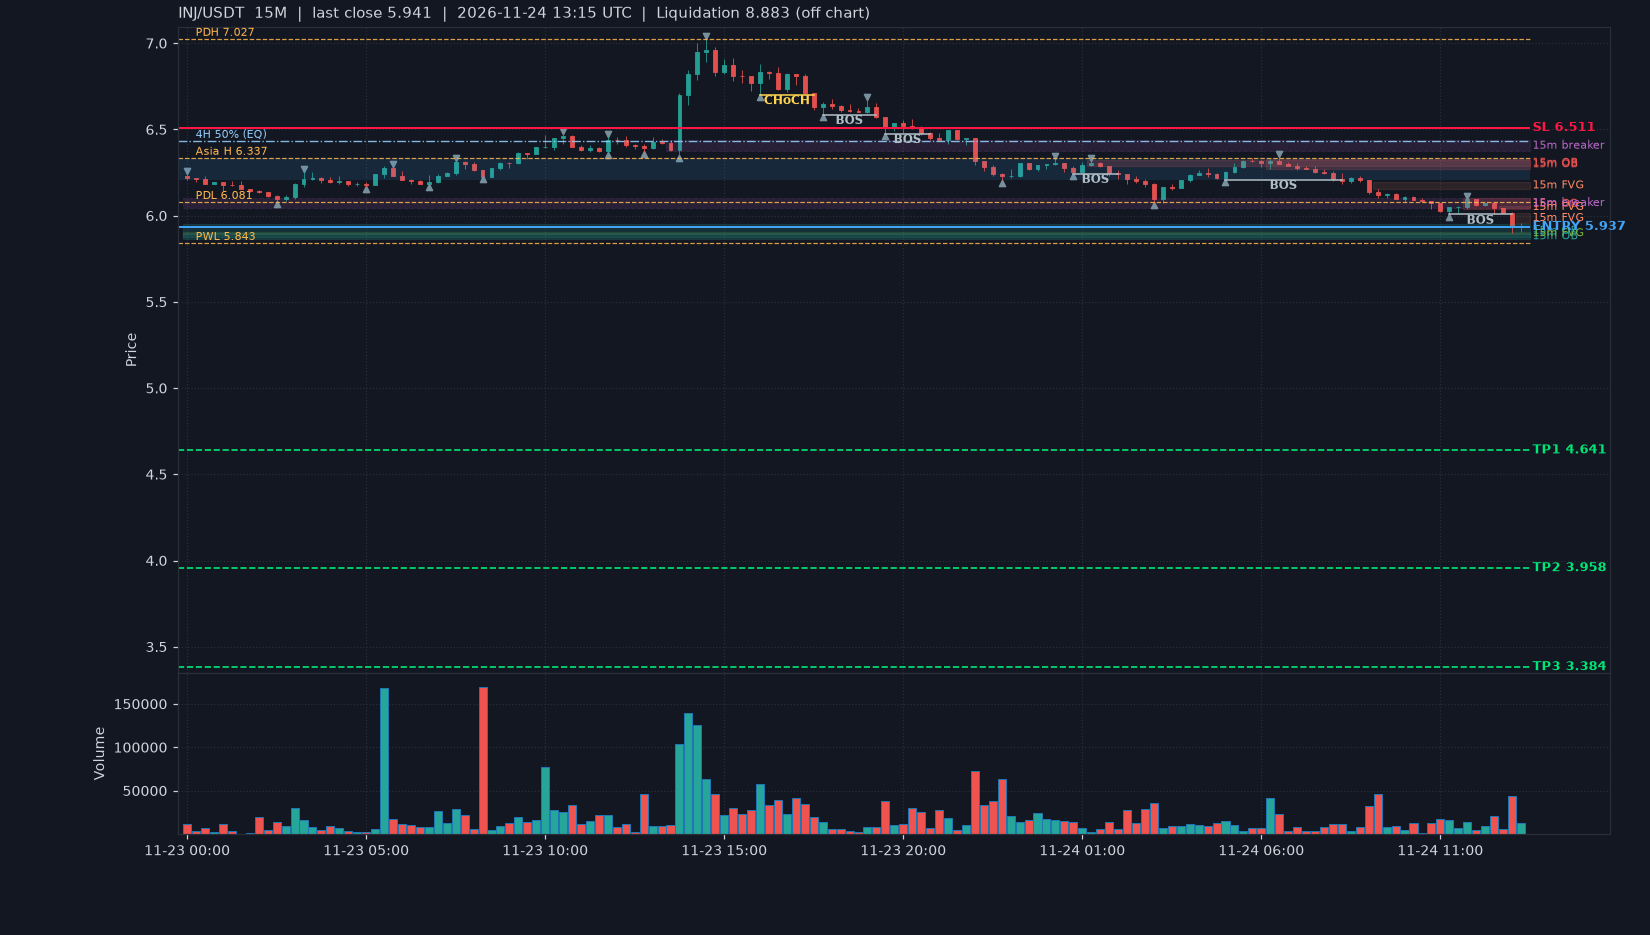 INJ/USDT 15M | last close 5.941 | 2026-11-24 13:15 UTC | Liquidation 8.883 (off chart)
PDH 7.027
7.0
CHoCH
BOS
6.5
SL 6.511
4H 50% (EQ)
BOS
15m breaker
Asia H 6.337
15m OB
BOS
BOS
15m FVG
PDL 6.081
15m breaker
15m FVG
6.0
BOS
15m FVG
ENTRY 5.937
PWL 5.843
15m FVG
15m OB
5.5
Price
5.0
4.5
TP1 4.641
4.0
TP2 3.958
3.5
TP3 3.384
Volume
150000
100000
50000
11-23 00:00
11-23 05:00
11-23 10:00
11-23 15:00
11-23 20:00
11-24 01:00
11-24 06:00
11-24 11:00